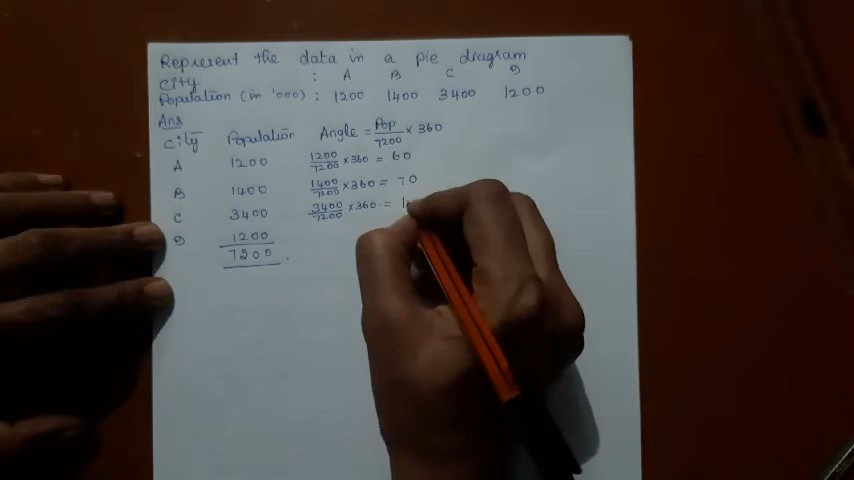 Represent the data in a pie diagram
City : A B C D
Population (in '000) : 1200 1400 3400 1200
Ans
City Population Angle = Pop/7200 × 360
A 1200 1200/7200 × 360 = 60
B 1400 1400/7200 × 360 = 70
C 3400 3400/7200 × 360 = 1
D 1200
7200